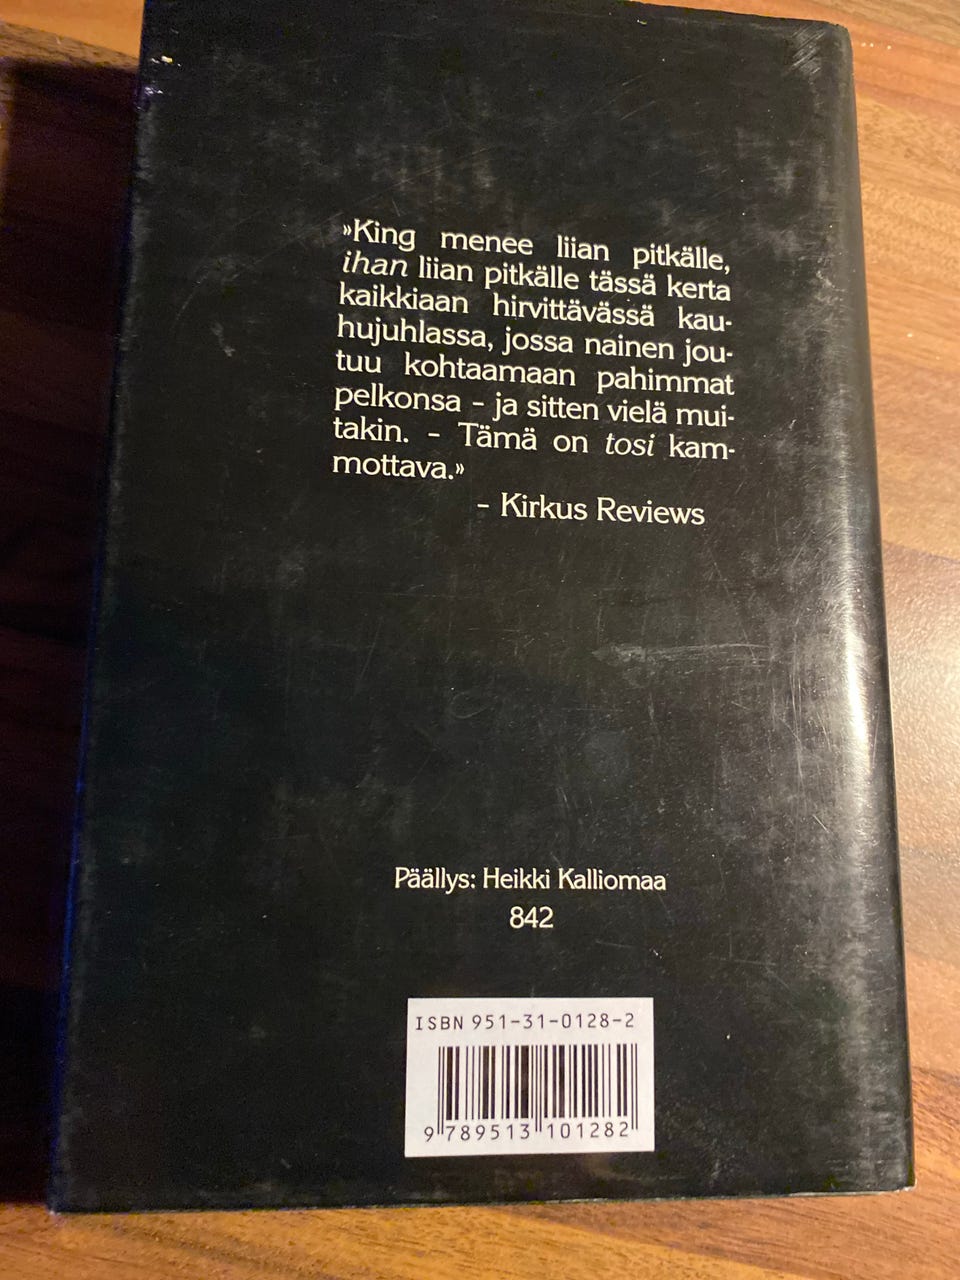 »King menee liian pitkälle,
ihan liian pitkälle tässä kerta
kaikkiaan hirvittävässä kau-
hujuhlassa, jossa nainen jou-
tuu kohtaamaan pahimmat
pelkonsa – ja sitten vielä mui-
takin. – Tämä on tosi kam-
mottava.»
– Kirkus Reviews
Päällys: Heikki Kalliomaa
842
ISBN 951-31-0128-2
9 789513 101282